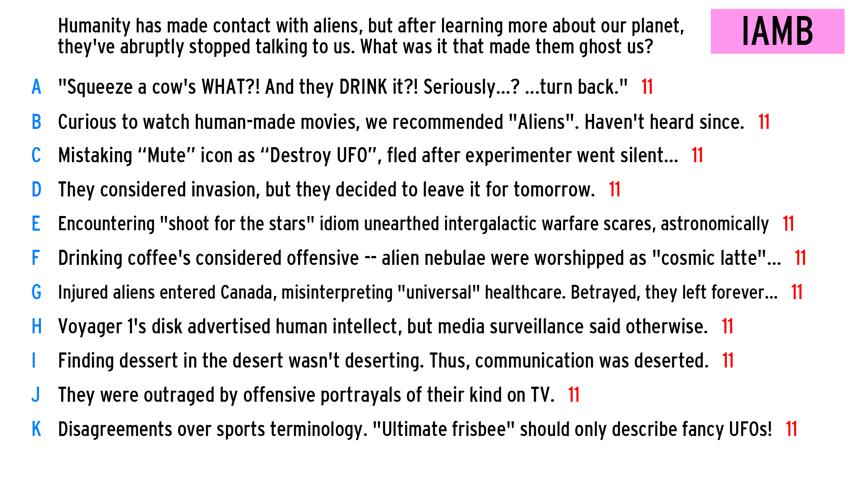 Humanity has made contact with aliens, but after learning more about our planet,
they've abruptly stopped talking to us. What was it that made them ghost us?
IAMB
A "Squeeze a cow's WHAT?! And they DRINK it?! Seriously...? ...turn back." 11
B Curious to watch human-made movies, we recommended "Aliens". Haven't heard since. 11
C Mistaking “Mute” icon as “Destroy UFO”, fled after experimenter went silent... 11
D They considered invasion, but they decided to leave it for tomorrow. 11
E Encountering "shoot for the stars" idiom unearthed intergalactic warfare scares, astronomically 11
F Drinking coffee's considered offensive -- alien nebulae were worshipped as "cosmic latte"... 11
G Injured aliens entered Canada, misinterpreting "universal" healthcare. Betrayed, they left forever... 11
H Voyager 1's disk advertised human intellect, but media surveillance said otherwise. 11
I Finding dessert in the desert wasn't deserting. Thus, communication was deserted. 11
J They were outraged by offensive portrayals of their kind on TV. 11
K Disagreements over sports terminology. "Ultimate frisbee" should only describe fancy UFOs! 11